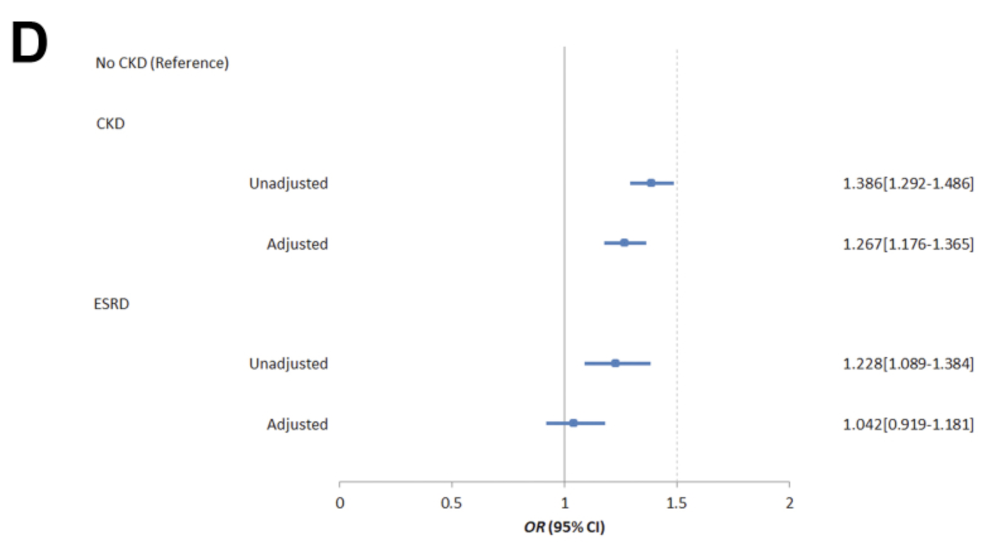 D
No CKD (Reference)
CKD
Unadjusted 1.386[1.292-1.486]
Adjusted 1.267[1.176-1.365]
ESRD
Unadjusted 1.228[1.089-1.384]
Adjusted 1.042[0.919-1.181]
0 0.5 1 1.5 2
OR (95% CI)